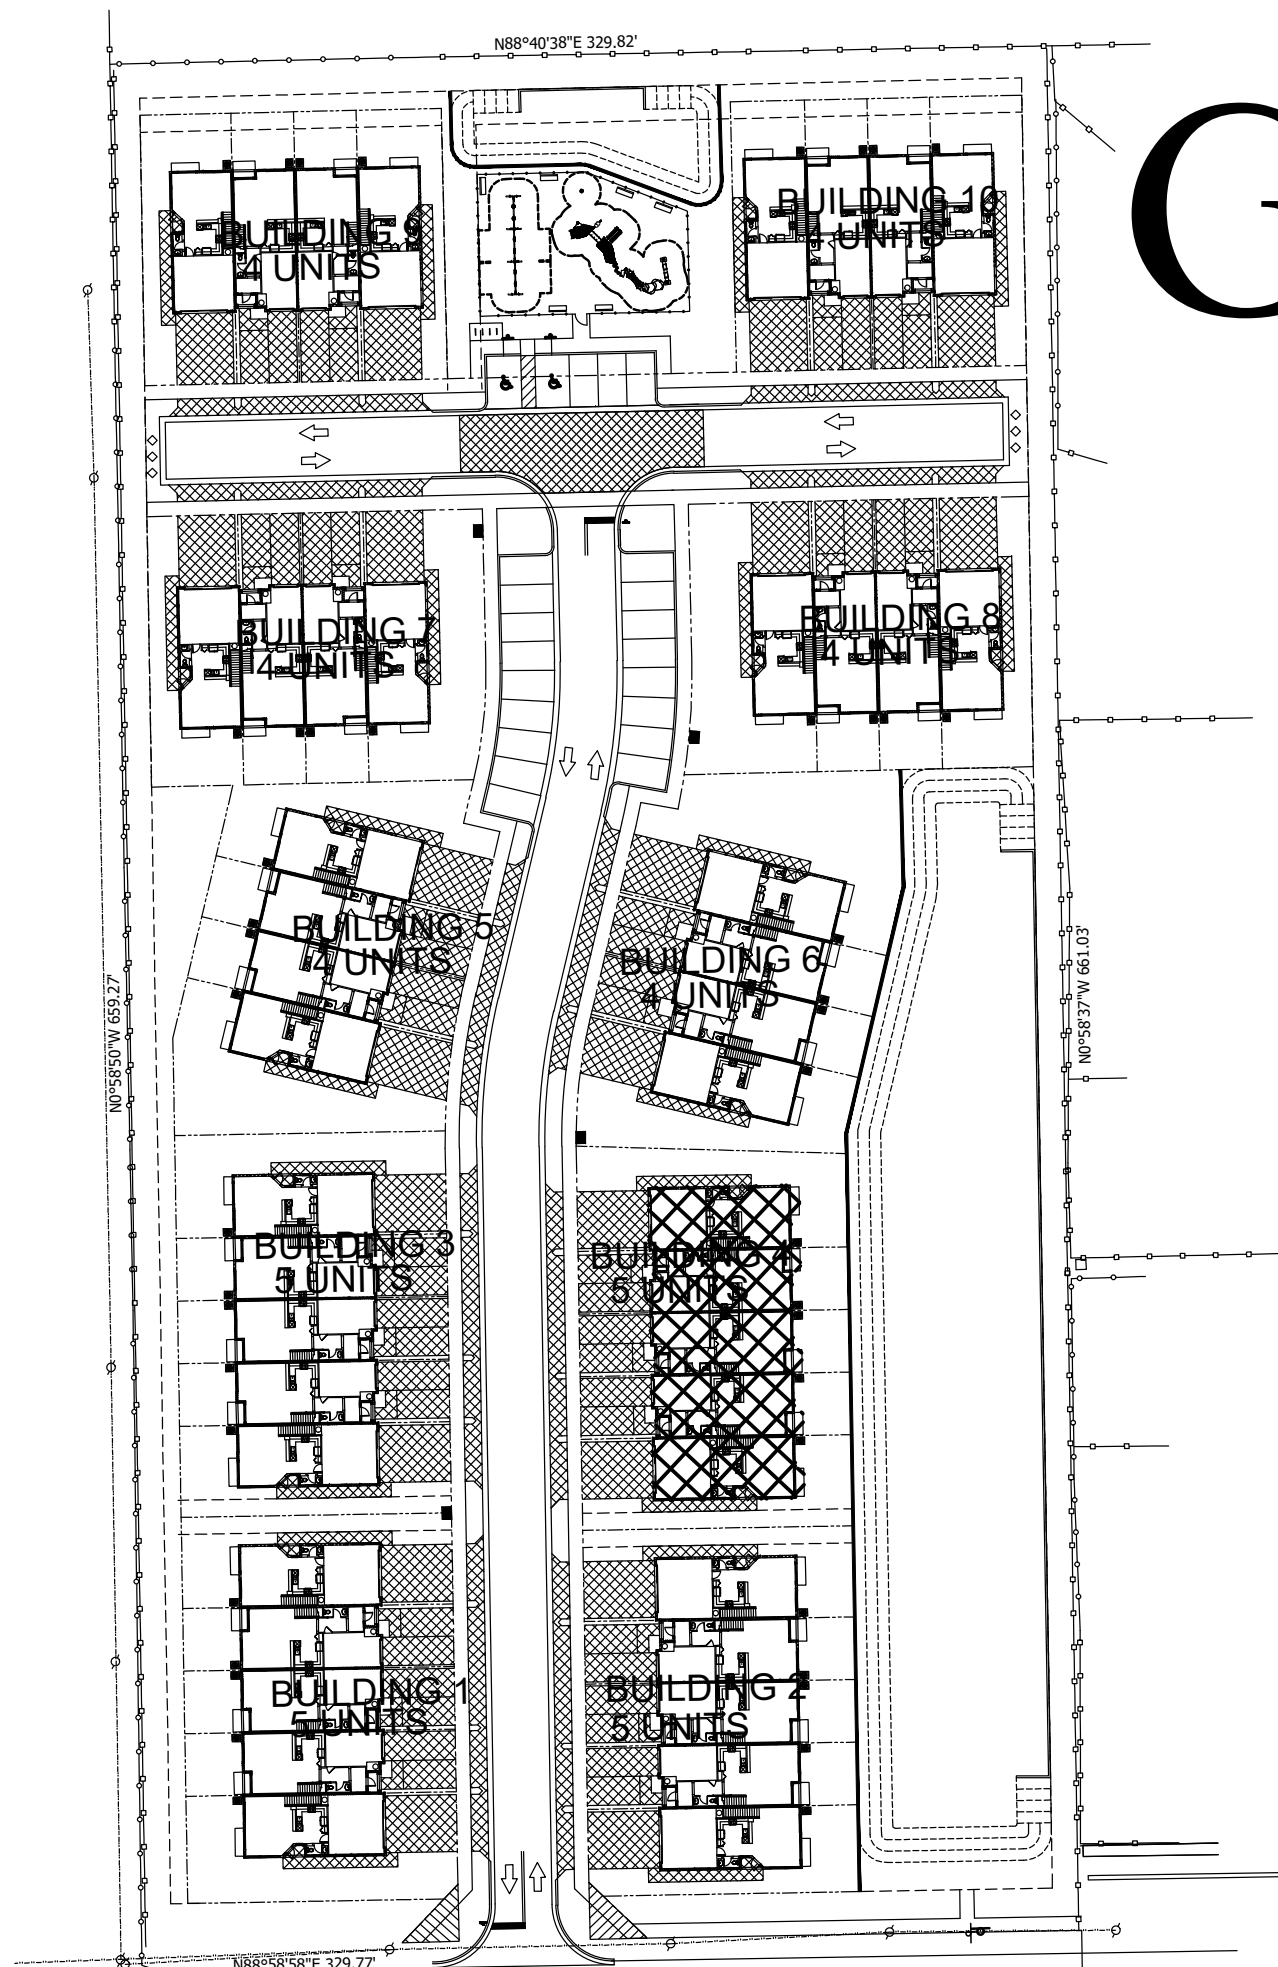 N88°40'38"E 329.82'
G
BUILDING 9
4 UNITS
BUILDING 10
4 UNITS
BUILDING 7
4 UNITS
BUILDING 8
4 UNITS
BUILDING 5
4 UNITS
BUILDING 6
4 UNITS
N0°58'50"W 659.27'
N0°58'37"W 661.03'
BUILDING 3
5 UNITS
BUILDING 4
5 UNITS
BUILDING 1
5 UNITS
BUILDING 2
5 UNITS
N88°58'58"E 329.77'